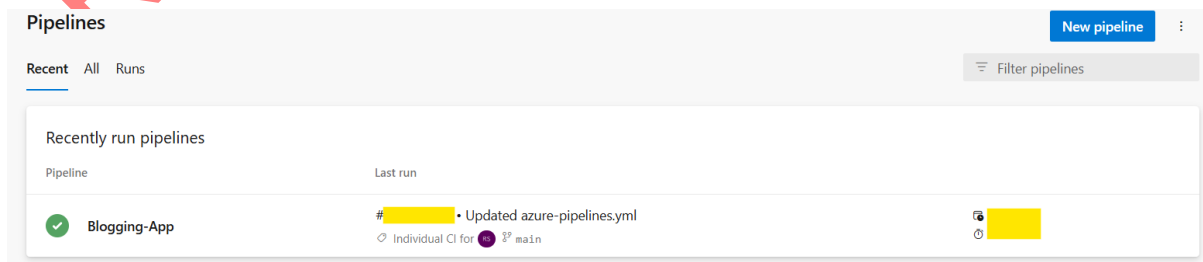 Pipelines
New pipeline
Recent All Runs
Filter pipelines
Recently run pipelines
Pipeline Last run
Blogging-App
# • Updated azure-pipelines.yml
Individual CI for RS main